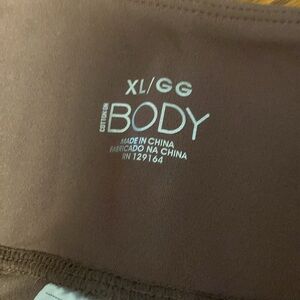 XL/GG
COTTON ON
BODY
MADE IN CHINA
FABRICADO NA CHINA
RN 129164